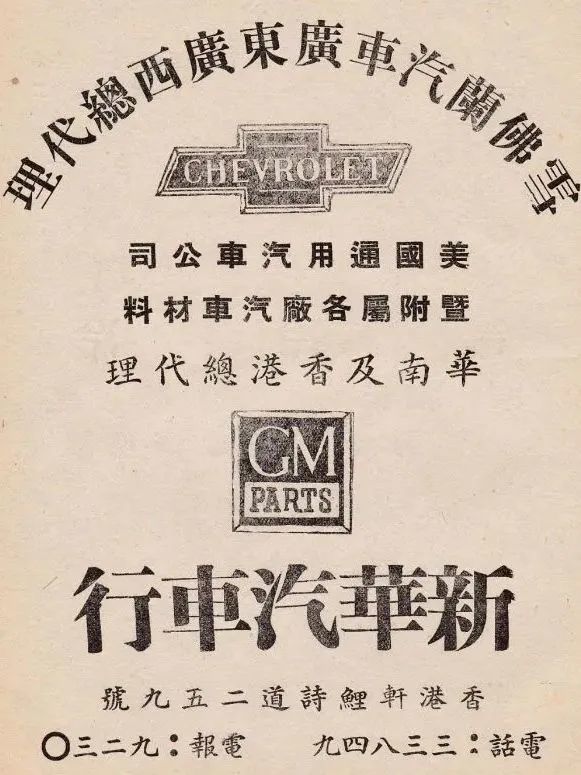 雪佛蘭汽車廣東廣西總代理
CHEVROLET
美國通用汽車公司
暨附屬各廠汽車材料
華南及香港總代理
GM
PARTS
新華汽車行
香港軒鯉詩道二五九號
電話：三三八四九 電報：九二三〇